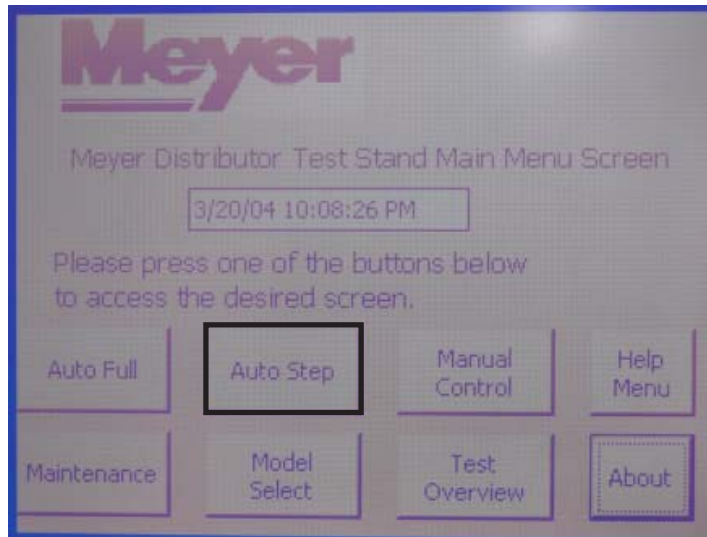 Meyer
Meyer Distributor Test Stand Main Menu Screen
3/20/04 10:08:26 PM
Please press one of the buttons below
to access the desired screen.
Auto Full
Auto Step
Manual
Control
Help
Menu
Maintenance
Model
Select
Test
Overview
About